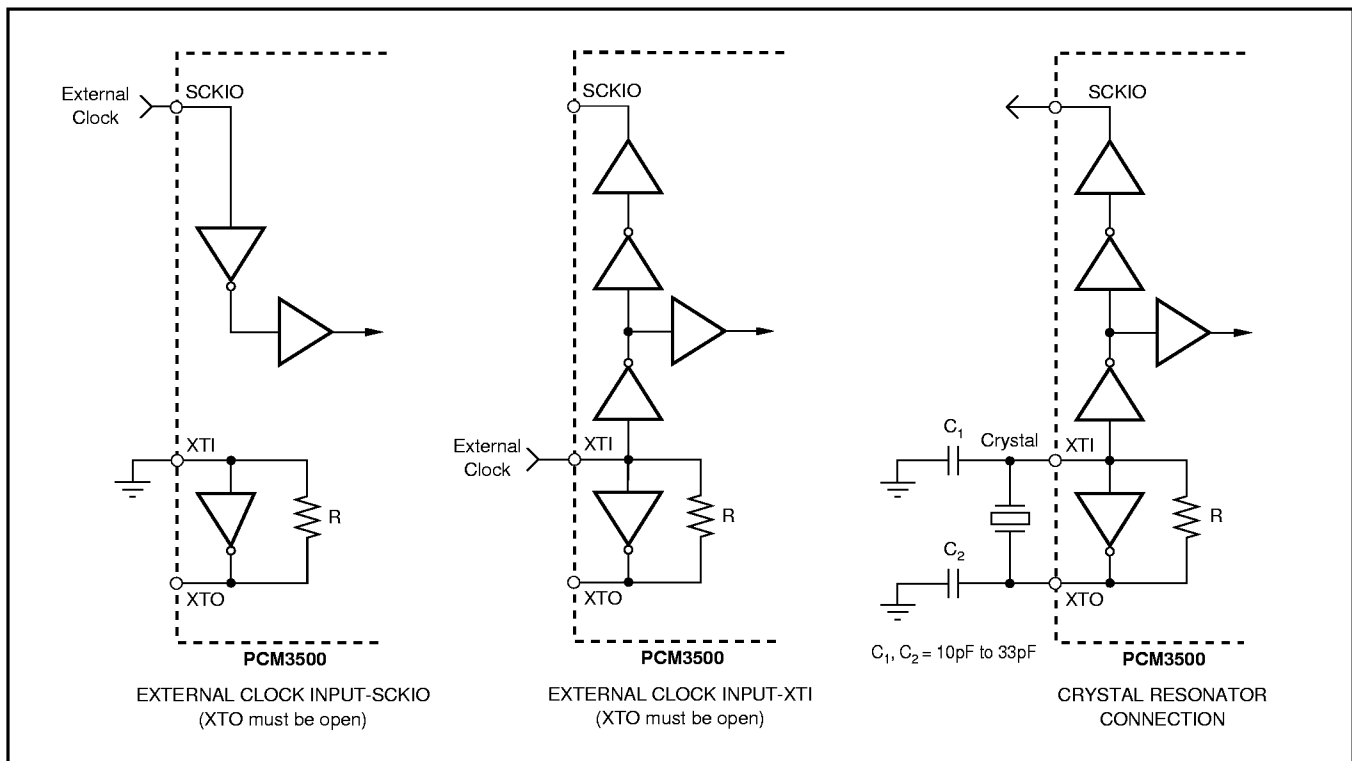 External
Clock
SCKIO
XTI
R
XTO
PCM3500
EXTERNAL CLOCK INPUT-SCKIO
(XTO must be open)
SCKIO
External
Clock
XTI
R
XTO
PCM3500
EXTERNAL CLOCK INPUT-XTI
(XTO must be open)
SCKIO
C1
Crystal
XTI
R
C2
XTO
C1, C2 = 10pF to 33pF
PCM3500
CRYSTAL RESONATOR
CONNECTION